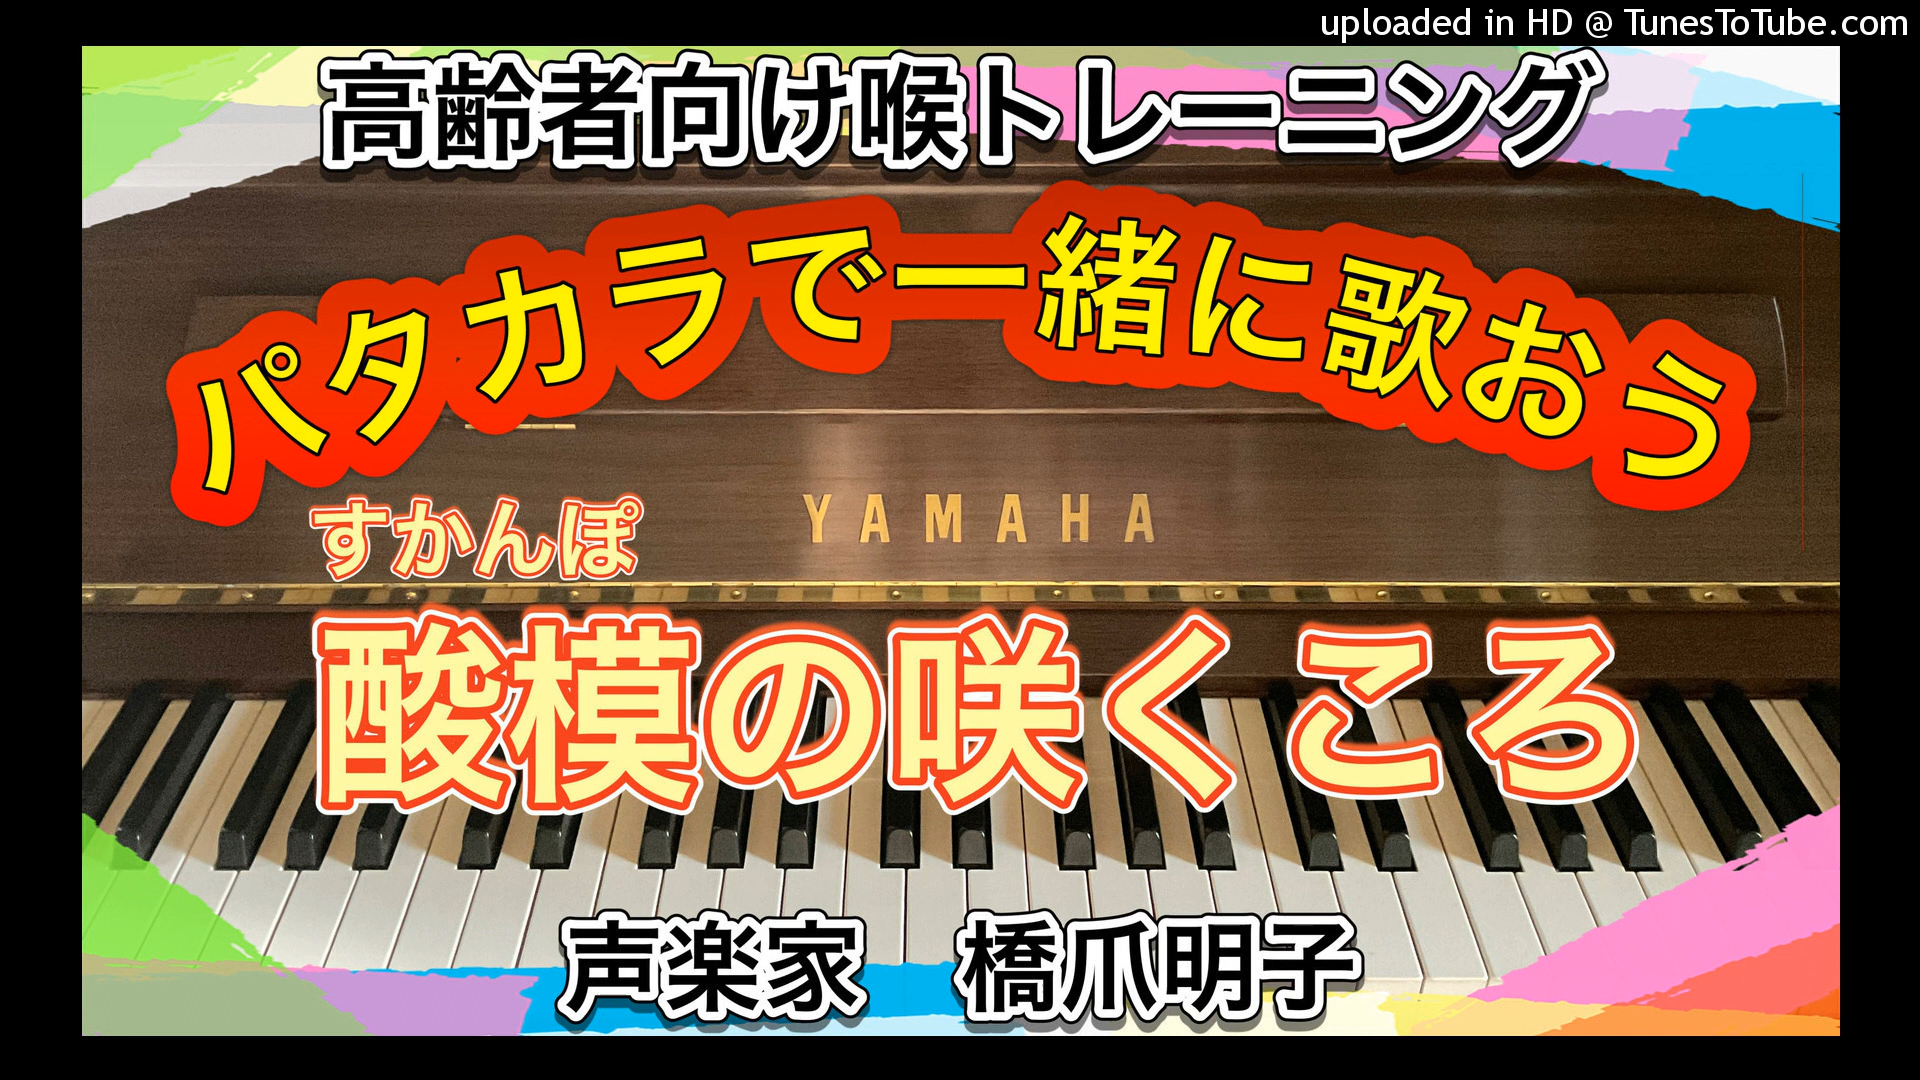 uploaded in HD @ TunesToTube.com
高齢者向け喉トレーニング
パタカラで一緒に歌おう
YAMAHA
すかんぽ
酸模の咲くころ
声楽家　橋爪明子